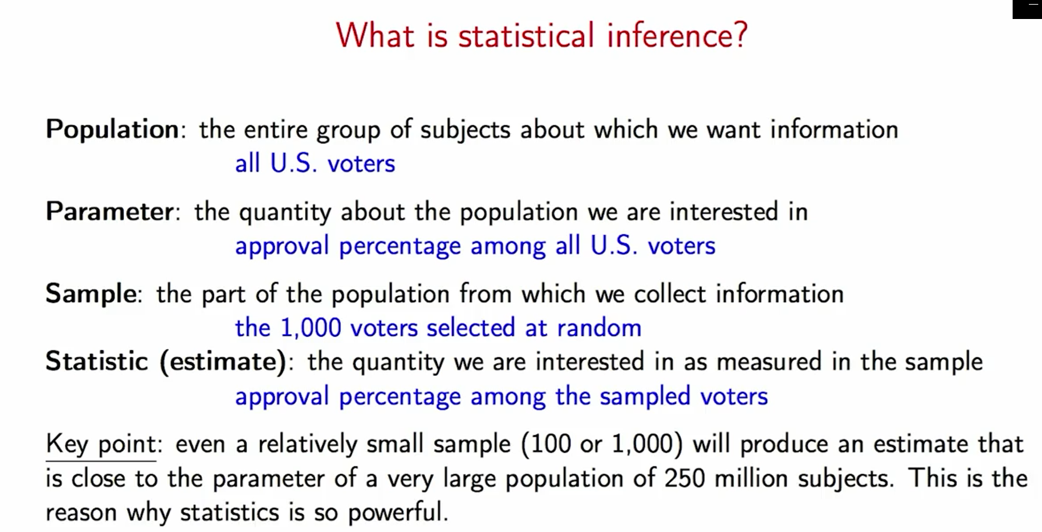 What is statistical inference?
Population: the entire group of subjects about which we want information
all U.S. voters
Parameter: the quantity about the population we are interested in
approval percentage among all U.S. voters
Sample: the part of the population from which we collect information
the 1,000 voters selected at random
Statistic (estimate): the quantity we are interested in as measured in the sample
approval percentage among the sampled voters
Key point: even a relatively small sample (100 or 1,000) will produce an estimate that
is close to the parameter of a very large population of 250 million subjects. This is the
reason why statistics is so powerful.